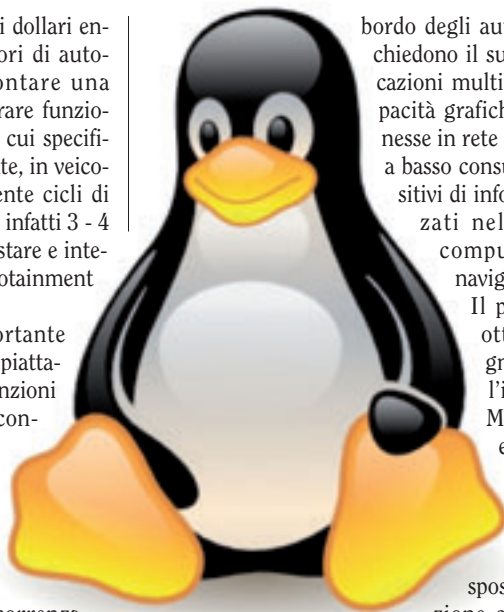 i dollari en-
ori di auto-
ontare una
rare funzio-
cui specifi-
te, in veico-
ente cicli di
infatti 3 - 4
stare e inte-
otainment
ortante
piatta-
nzioni
con-
bordo degli au
chiedono il su
cazioni multi
pacità grafich
nesse in rete
a basso consu
sitivi di info
zati nel
compu
navig
Il p
ott
gr
l'i
M
e
spos